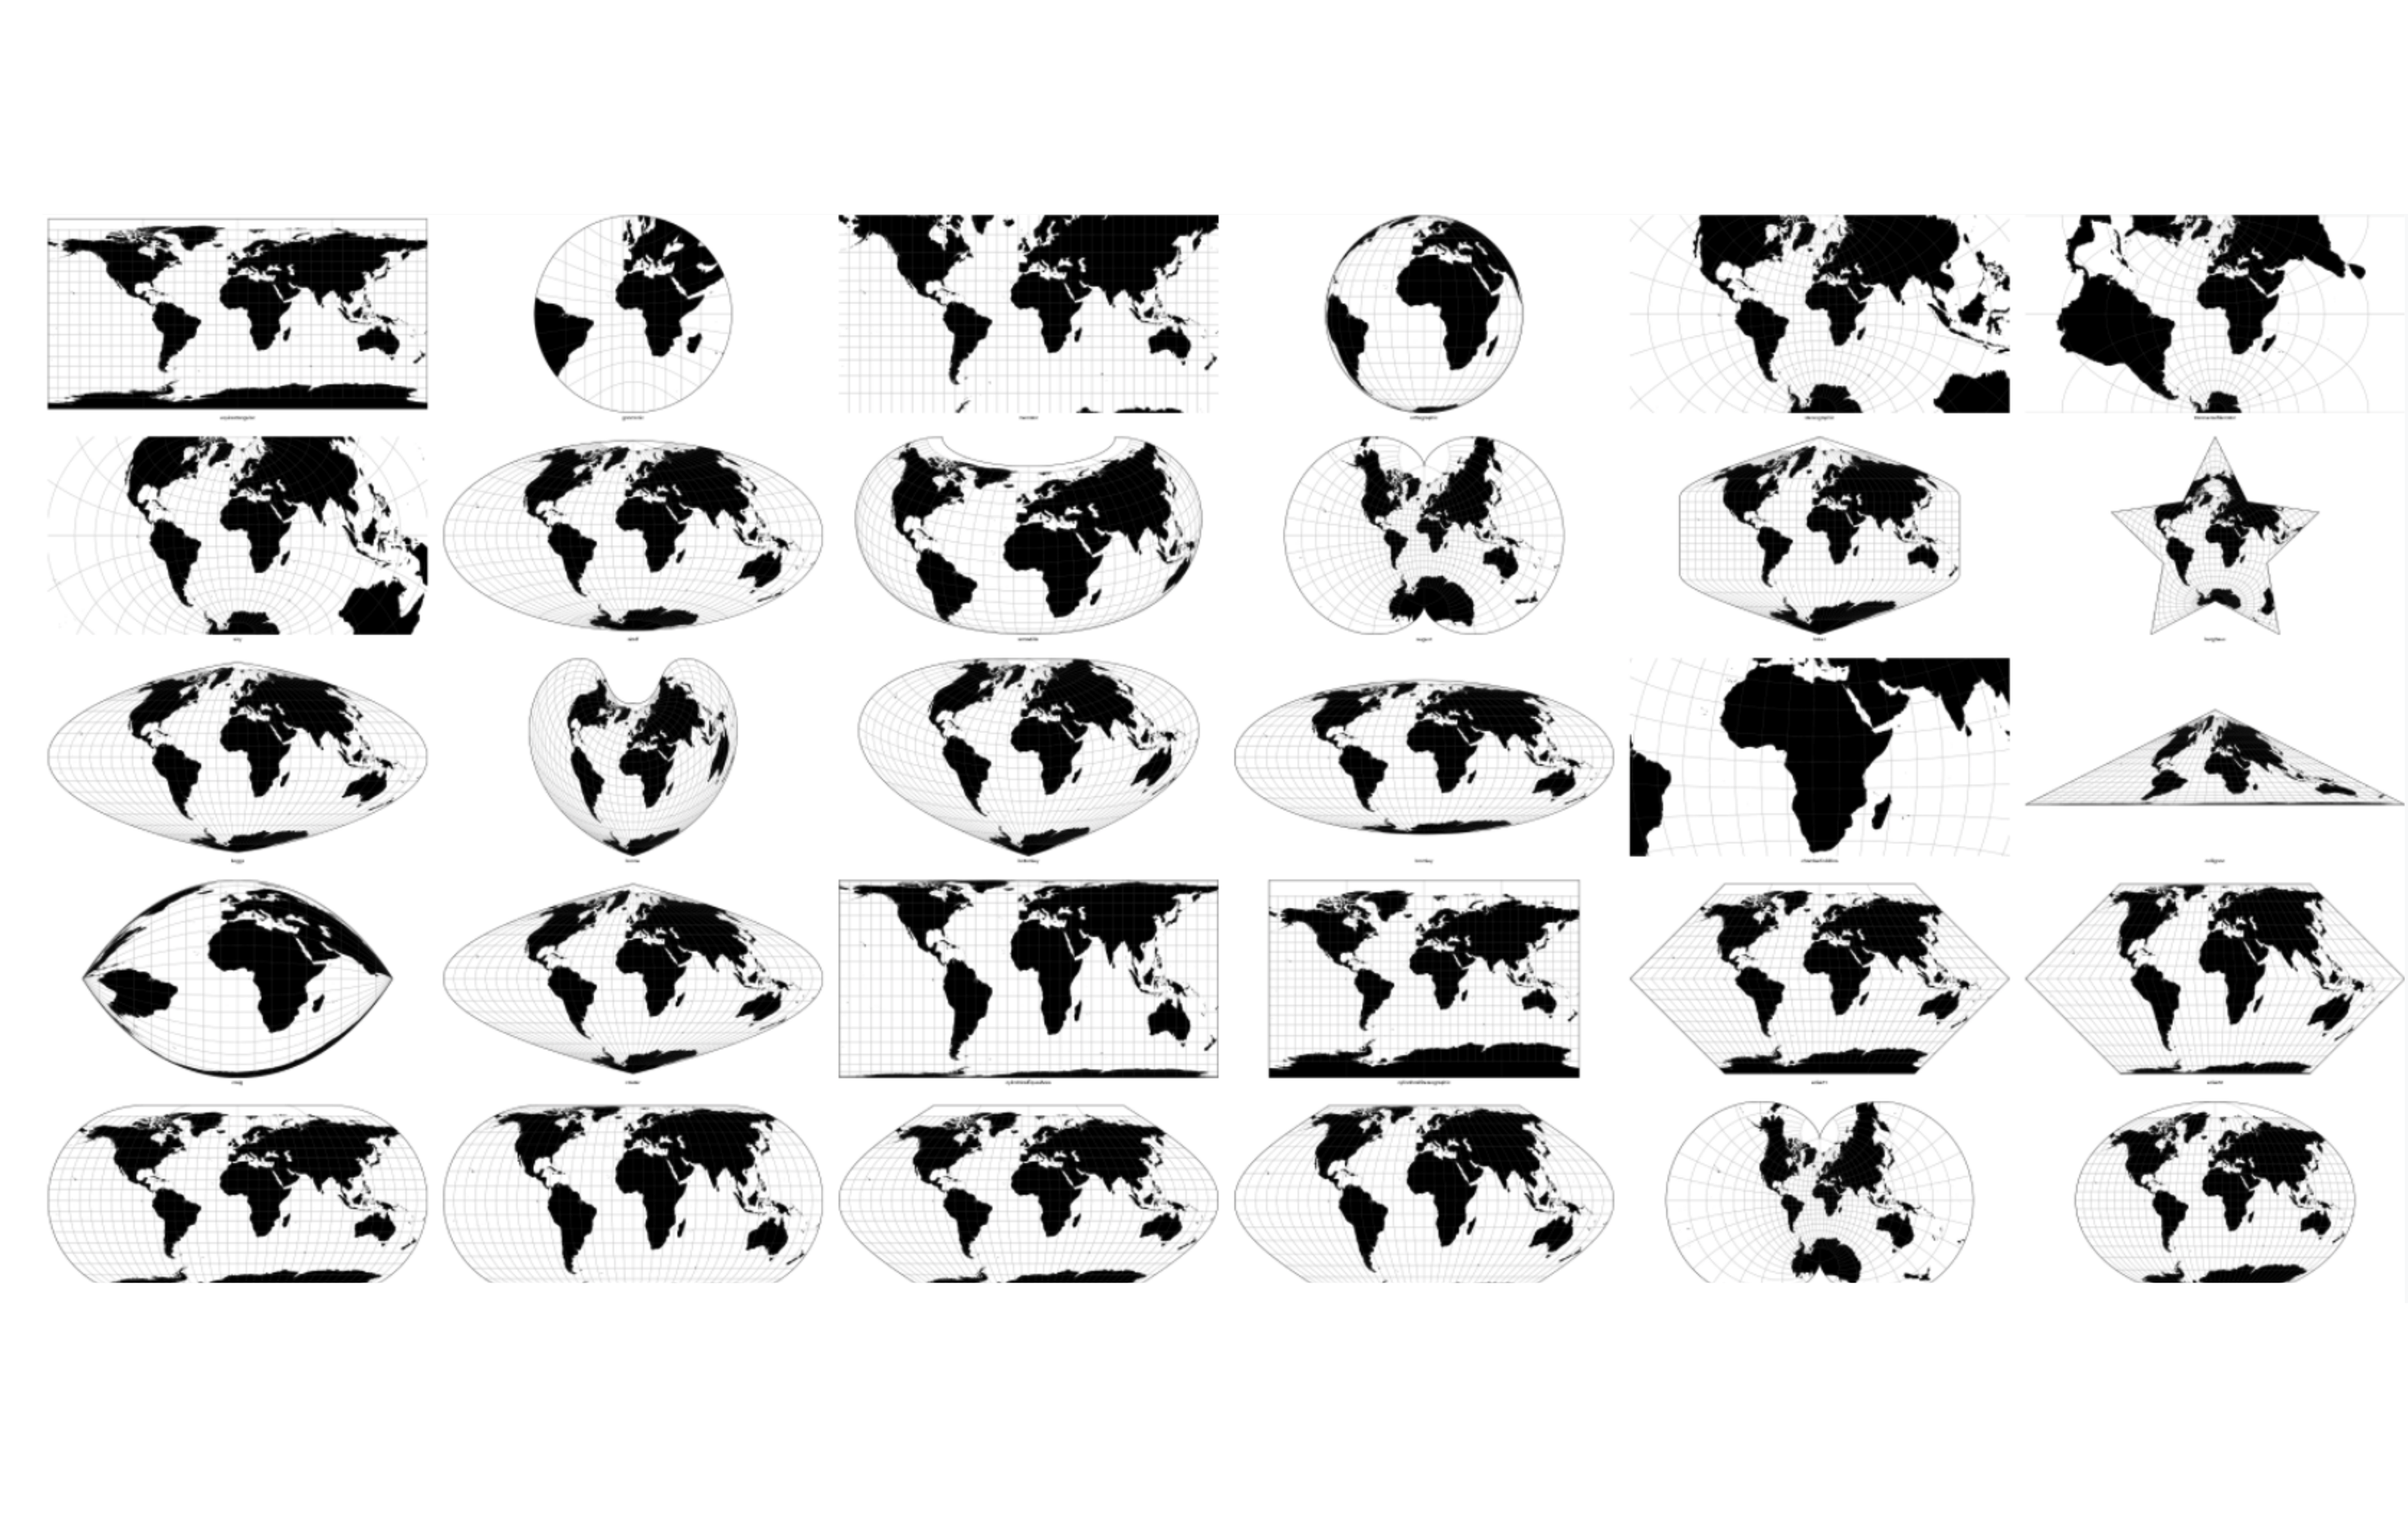 equirectangular
gnomonic
mercator
orthographic
stereographic
transverseMercator
airy
aitoff
armadillo
august
baker
berghaus
boggs
bonne
bottomley
bromley
collignon
craig
craster
cylindricalEqualArea
cylindricalStereographic
eckert1
eckert2